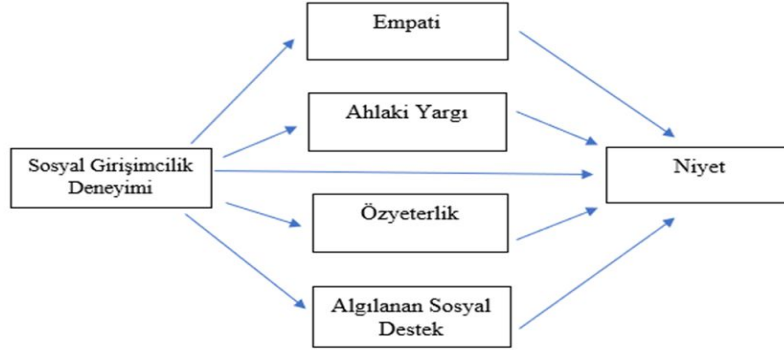 Empati
Ahlaki Yargı
Sosyal Girişimcilik
Deneyimi
Niyet
Özyeterlik
Algılanan Sosyal
Destek